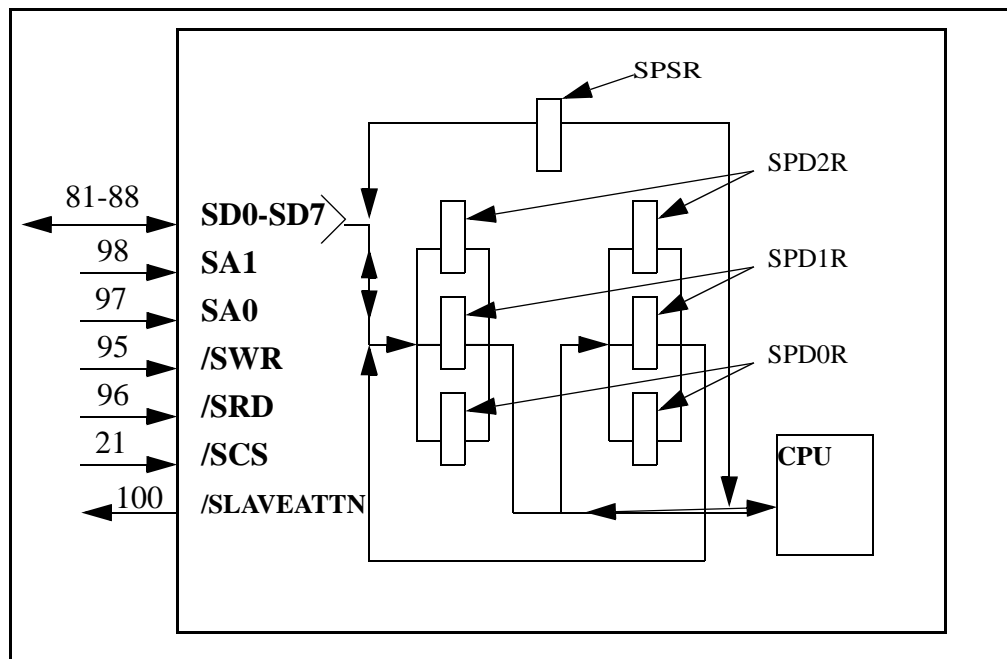 SPSR
SPD2R
81-88
SD0-SD7
98
SA1
SPD1R
97
SA0
95
/SWR
SPD0R
96
/SRD
21
/SCS
CPU
100
/SLAVEATTN